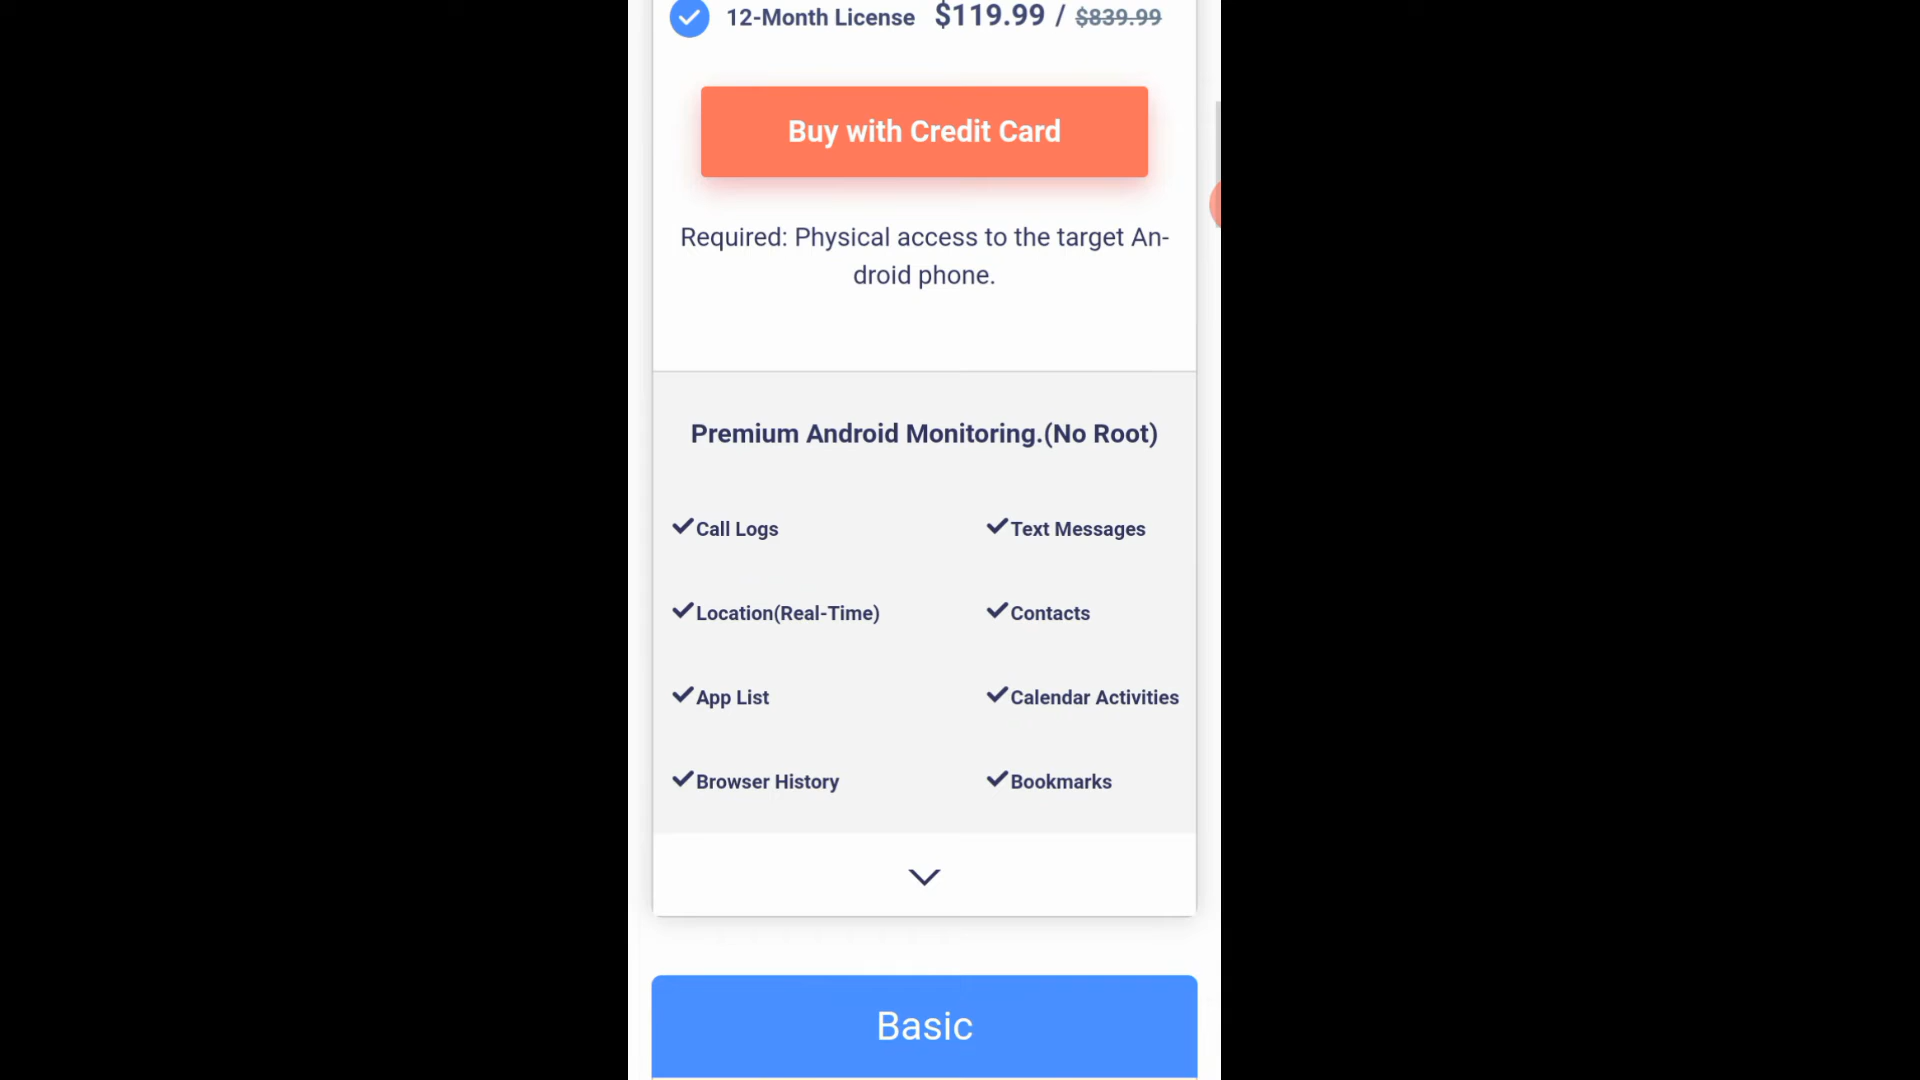 12-Month License $119.99 / $839.99
Buy with Credit Card
Required: Physical access to the target An-
droid phone.
Premium Android Monitoring.(No Root)
Call Logs
Text Messages
Location(Real-Time)
Contacts
App List
Calendar Activities
Browser History
Bookmarks
Basic